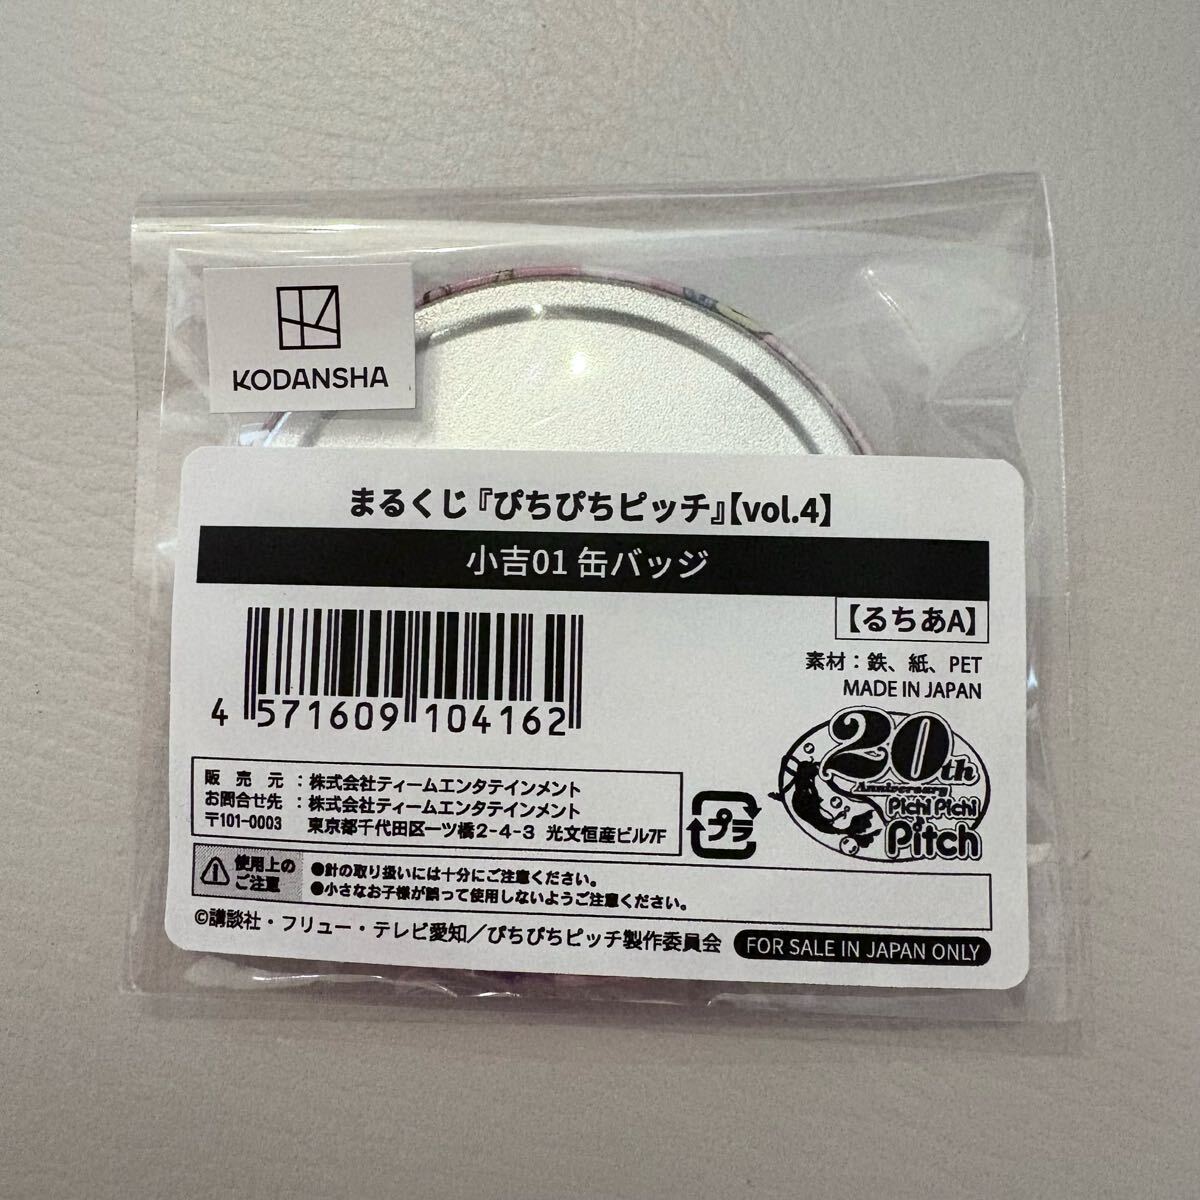 KODANSHA
まるくじ『ぴちぴちピッチ』【vol.4】
小吉01 缶バッジ
【るちあA】
素材：鉄、紙、PET
MADE IN JAPAN
4 571609 104162
20th
Anniversary
Pichi Pichi
Pitch
販売元：株式会社ティームエンタテインメント
お問合せ先：株式会社ティームエンタテインメント
〒101-0003 東京都千代田区一ツ橋2-4-3 光文恒産ビル7F
プラ
使用上の
ご注意
●針の取り扱いには十分にご注意ください。
●小さなお子様が誤って使用しないようご注意ください。
©講談社・フリュー・テレビ愛知／ぴちぴちピッチ製作委員会
FOR SALE IN JAPAN ONLY